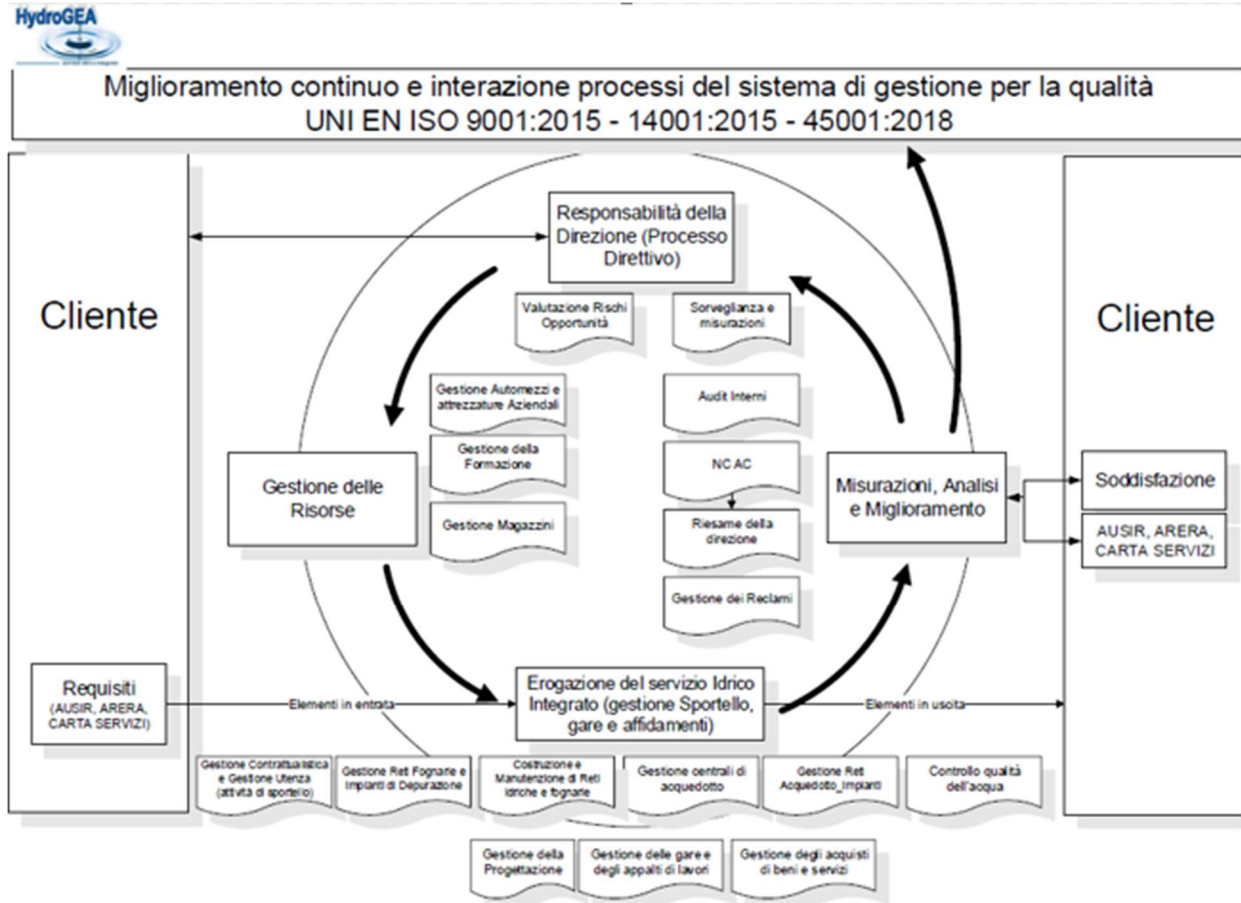 HydroGEA
Miglioramento continuo e interazione processi del sistema di gestione per la qualità
UNI EN ISO 9001:2015 - 14001:2015 - 45001:2018
Cliente
Responsabilità della
Direzione (Processo
Direttivo)
Cliente
Valutazione Rischi
Opportunità
Sorveglianza e
misurazioni
Gestione Automezzi e
attrezzature Aziendali
Gestione della
Formazione
Gestione Magazzini
Audit Interni
NC AC
Riesame della
direzione
Gestione dei Reclami
Gestione delle
Risorse
Misurazioni, Analisi
e Miglioramento
Soddisfazione
AUSIR, ARERA,
CARTA SERVIZI
Requisiti
(AUSIR, ARERA,
CARTA SERVIZI)
Elementi in entrata
Erogazione del servizio Idrico
Integrato (gestione Sportello,
gare e affidamenti)
Elementi in uscita
Gestione Contrattualistica
e Gestione Utenza
(attività di sportello)
Gestione Reti Fognarie e
Impianti di Depurazione
Costruzione e
Manutenzione di Reti
idriche e fognarie
Gestione centrali di
acquedotto
Gestione Reti
Acquedotto_Impianti
Controllo qualità
dell'acqua
Gestione della
Progettazione
Gestione delle gare e
degli appalti di lavori
Gestione degli acquisti
di beni e servizi